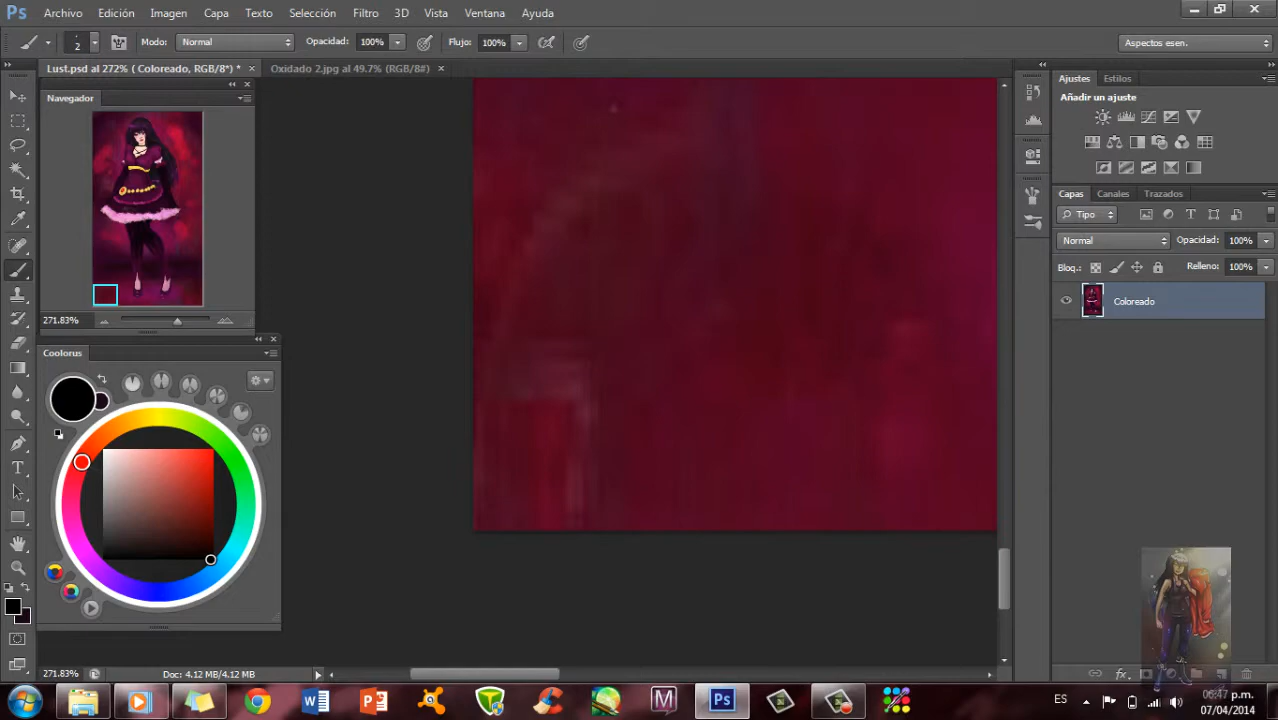 Ps Archivo Edición Imagen Capa Texto Selección Filtro 3D Vista Ventana Ayuda
2 Modo: Normal Opacidad: 100% Flujo: 100% Aspectos esen.
Lust.psd al 272% ( Coloreado, RGB/8*) * × Oxidado 2.jpg al 49.7% (RGB/8#) ×
Navegador
271.83%
Coolorus
Ajustes Estilos
Añadir un ajuste
Capas Canales Trazados
Tipo
Normal Opacidad: 100%
Bloq.: Relleno: 100%
Coloreado
271.83% Doc: 4.12 MB/4.12 MB
ES 06:47 p.m.
07/04/2014